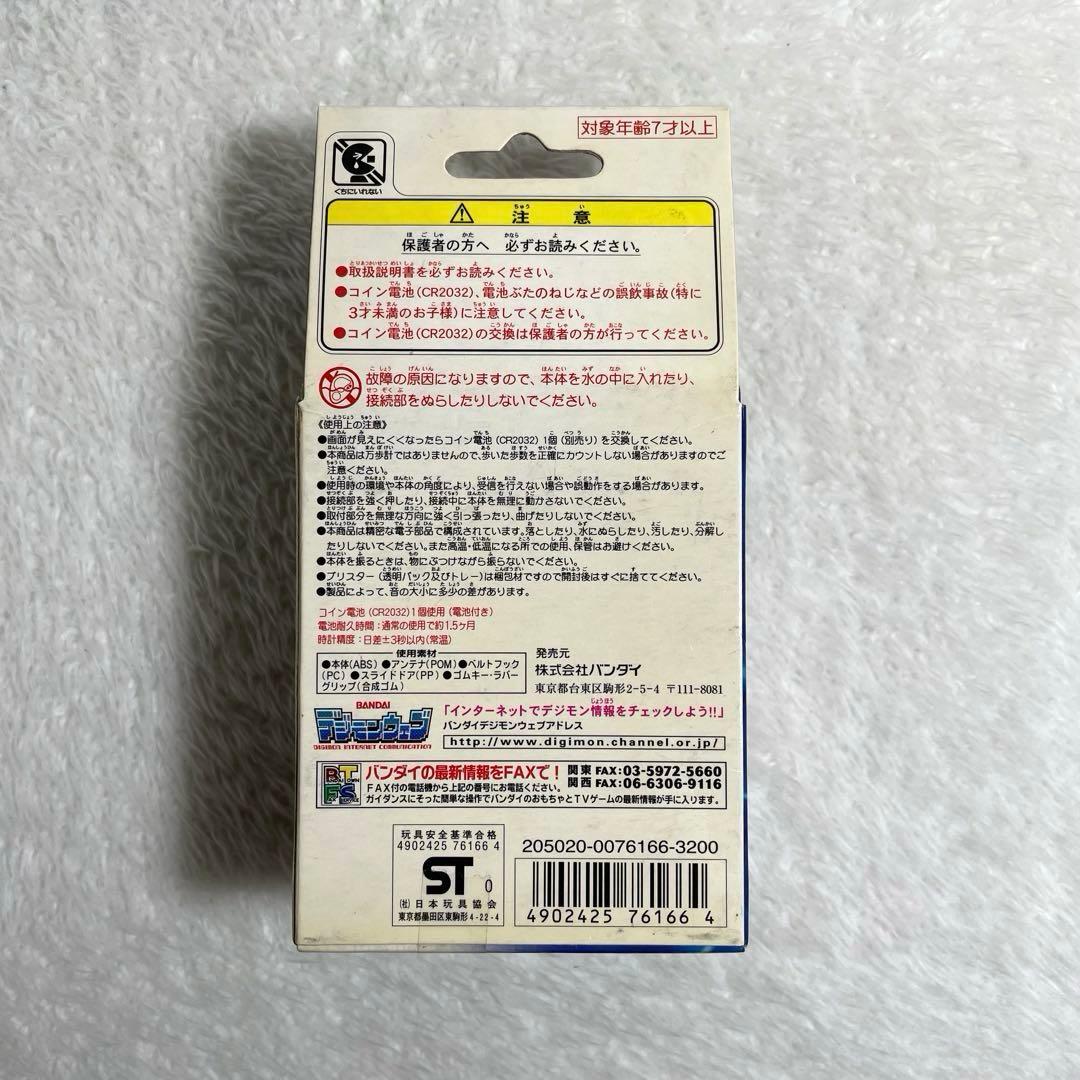 対象年齢7才以上
くちにいれない
注意
保護者の方へ 必ずお読みください。
●取扱説明書を必ずお読みください。
●コイン電池(CR2032)、電池ぶたのねじなどの誤飲事故(特に
3才未満のお子様)に注意してください。
●コイン電池(CR2032)の交換は保護者の方が行ってください。
故障の原因になりますので、本体を水の中に入れたり、
接続部をぬらしたりしないでください。
《使用上の注意》
●画面が見えにくくなったらコイン電池(CR2032)1個(別売り)を交換してください。
●本商品は万歩計ではありませんので、歩いた歩数を正確にカウントしない場合がありますのでご
注意ください。
●使用時の環境や本体の角度により、受信を行えない場合や誤動作をする場合があります。
●接続部を強く押したり、接続中に本体を無理に動かさないでください。
●取付部分を無理な方向に強く引っ張ったり、曲げたりしないでください。
●本商品は精密な電子部品で構成されています。落としたり、水にぬらしたり、汚したり、分解し
たりしないでください。また高温・低温になる所での使用、保管はお避けください。
●本体を振るときは、物にぶつけながら振らないでください。
●ブリスター(透明パック及びトレー)は梱包材ですので開封後はすぐに捨ててください。
●製品によって、音の大小に多少の差があります。
コイン電池(CR2032)1個使用(電池付き)
電池耐久時間:通常の使用で約1.5ヶ月
時計精度:日差±3秒以内(常温)
使用素材
●本体(ABS) ●アンテナ(POM) ●ベルトフック
(PC) ●スライドドア(PP) ●ゴムキー・ラバー
グリップ(合成ゴム)
発売元
株式会社バンダイ
東京都台東区駒形2-5-4 〒111-8081
BANDAI
デジモンウェブ
DIGIMON INTERNET COMMUNICATION
「インターネットでデジモン情報をチェックしよう!!」
バンダイデジモンウェブアドレス
http://www.digimon.channel.or.jp/
BTFS
バンダイの最新情報をFAXで!
関東 FAX:03-5972-5660
関西 FAX:06-6306-9116
FAX付の電話機から上記の番号にお電話ください。
ガイダンスにそった簡単な操作でバンダイのおもちゃとTVゲームの最新情報が手に入ります。
玩具安全基準合格
4902425 76166 4
ST 0
(社)日本玩具協会
東京都墨田区東駒形4-22-4
205020-0076166-3200
4902425 761664